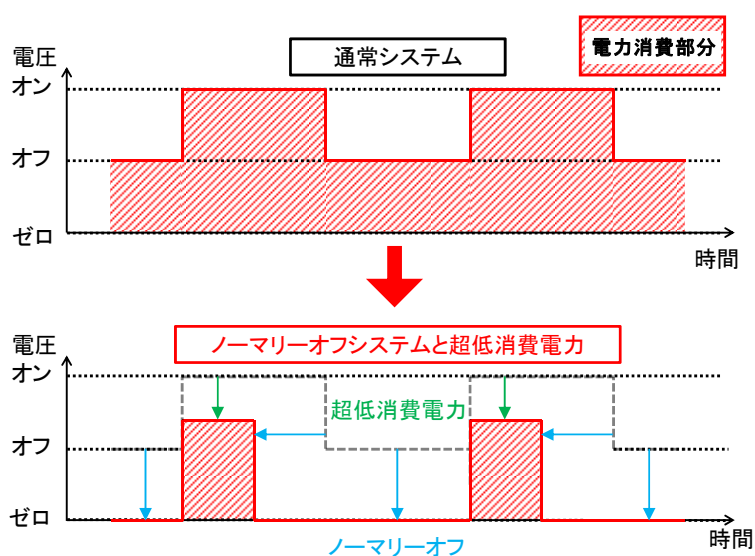 電力消費部分
通常システム
電圧
オン
オフ
ゼロ
時間
ノーマリーオフシステムと超低消費電力
電圧
オン
超低消費電力
オフ
ゼロ
時間
ノーマリーオフ